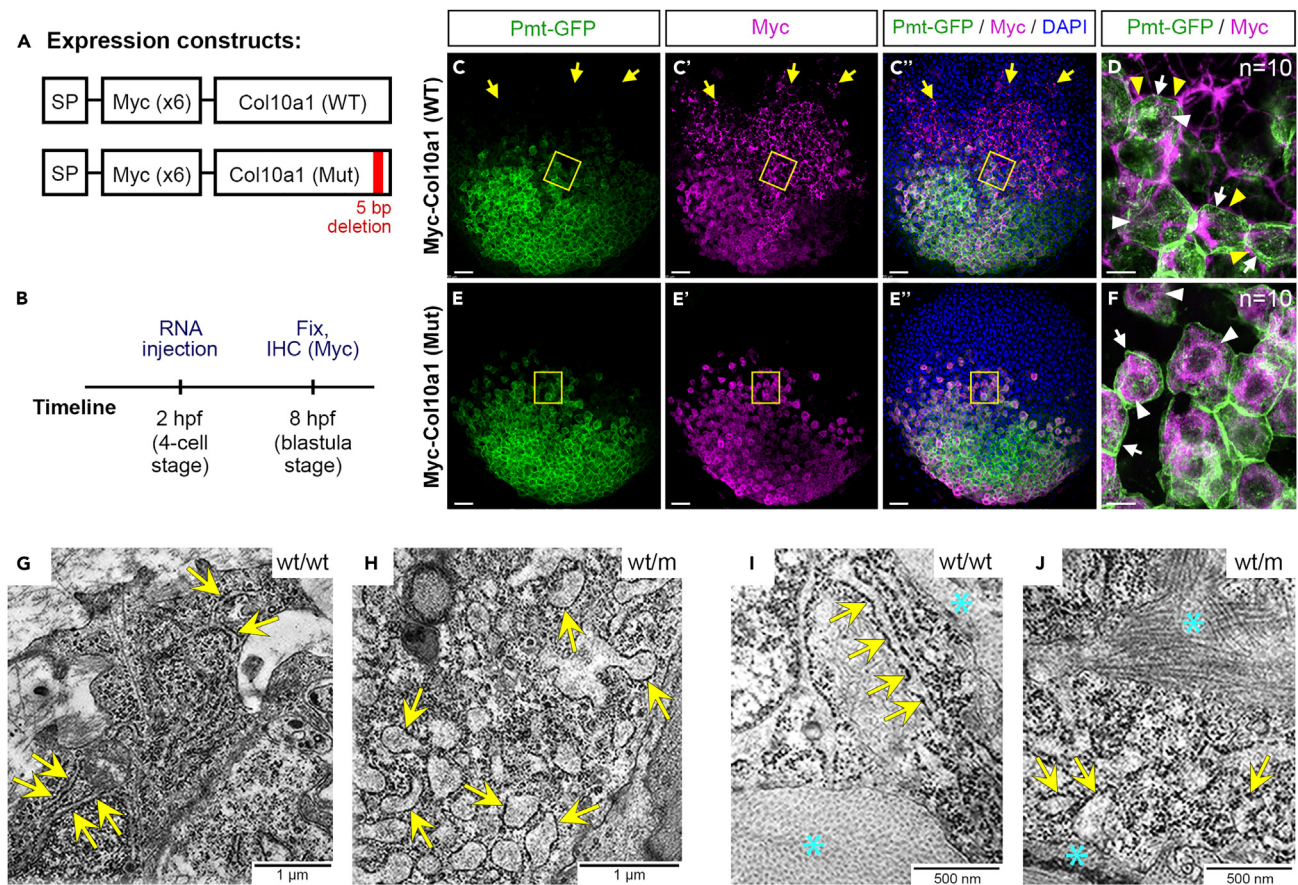 A Expression constructs:
SP Myc (x6) Col10a1 (WT)
SP Myc (x6) Col10a1 (Mut)
5 bp
deletion
B
RNA
injection
Fix,
IHC (Myc)
Timeline
2 hpf
(4-cell
stage)
8 hpf
(blastula
stage)
Pmt-GFP
Myc
Pmt-GFP / Myc / DAPI
Pmt-GFP / Myc
Myc-Col10a1 (WT)
C
C'
C''
D
n=10
Myc-Col10a1 (Mut)
E
E'
E''
F
n=10
G
wt/wt
1 µm
H
wt/m
1 µm
I
wt/wt
*
*
500 nm
J
wt/m
*
*
500 nm